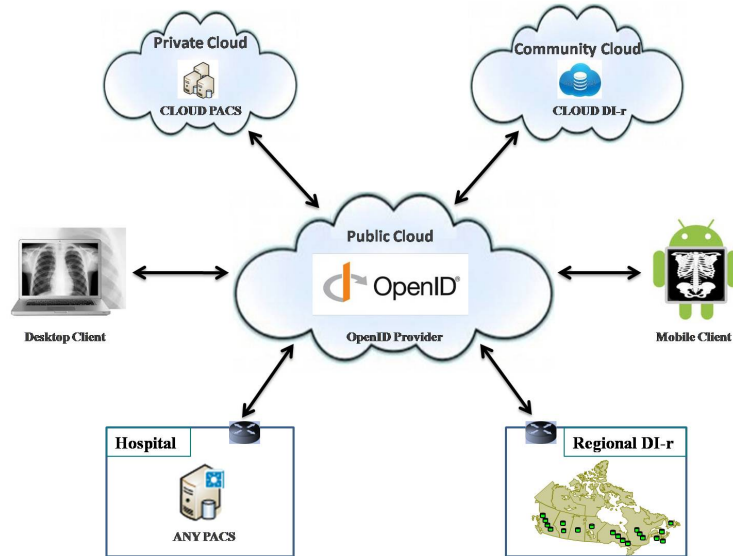 Private Cloud
CLOUD PACS
Community Cloud
CLOUD DI-r
Public Cloud
OpenID®
OpenID Provider
Desktop Client
Mobile Client
Hospital
ANY PACS
Regional DI-r